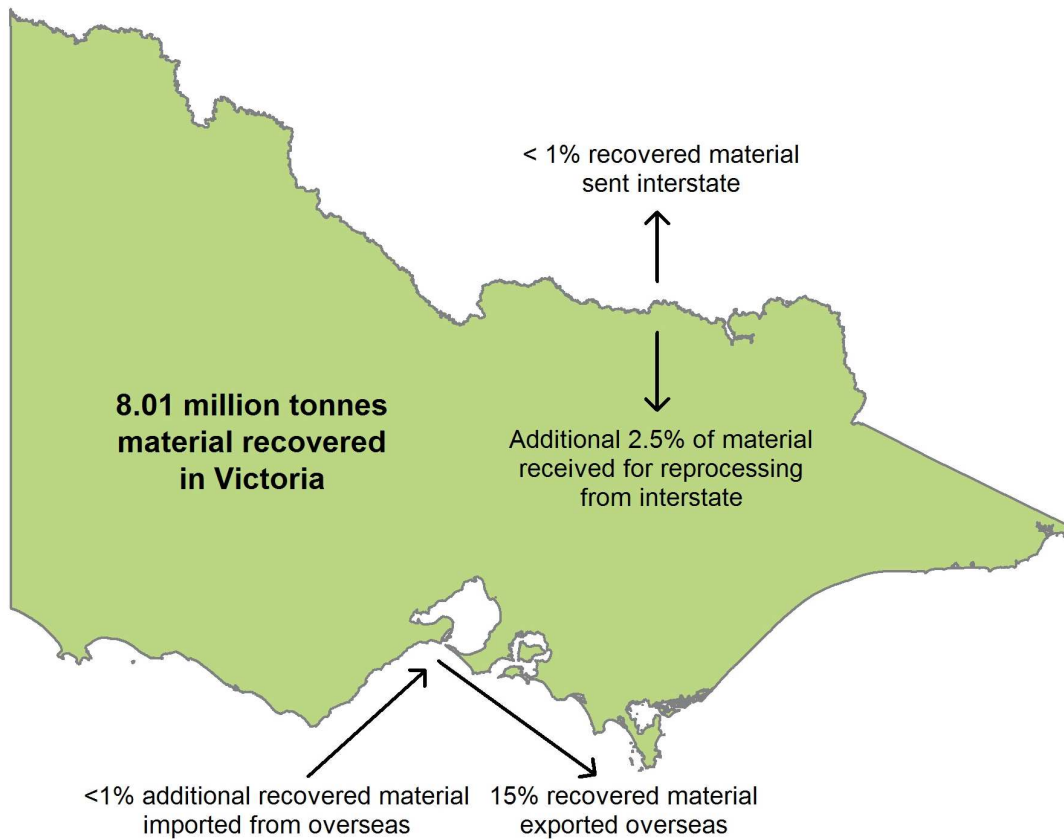 < 1% recovered material
sent interstate
8.01 million tonnes
material recovered
in Victoria
Additional 2.5% of material
received for reprocessing
from interstate
<1% additional recovered material
imported from overseas
15% recovered material
exported overseas